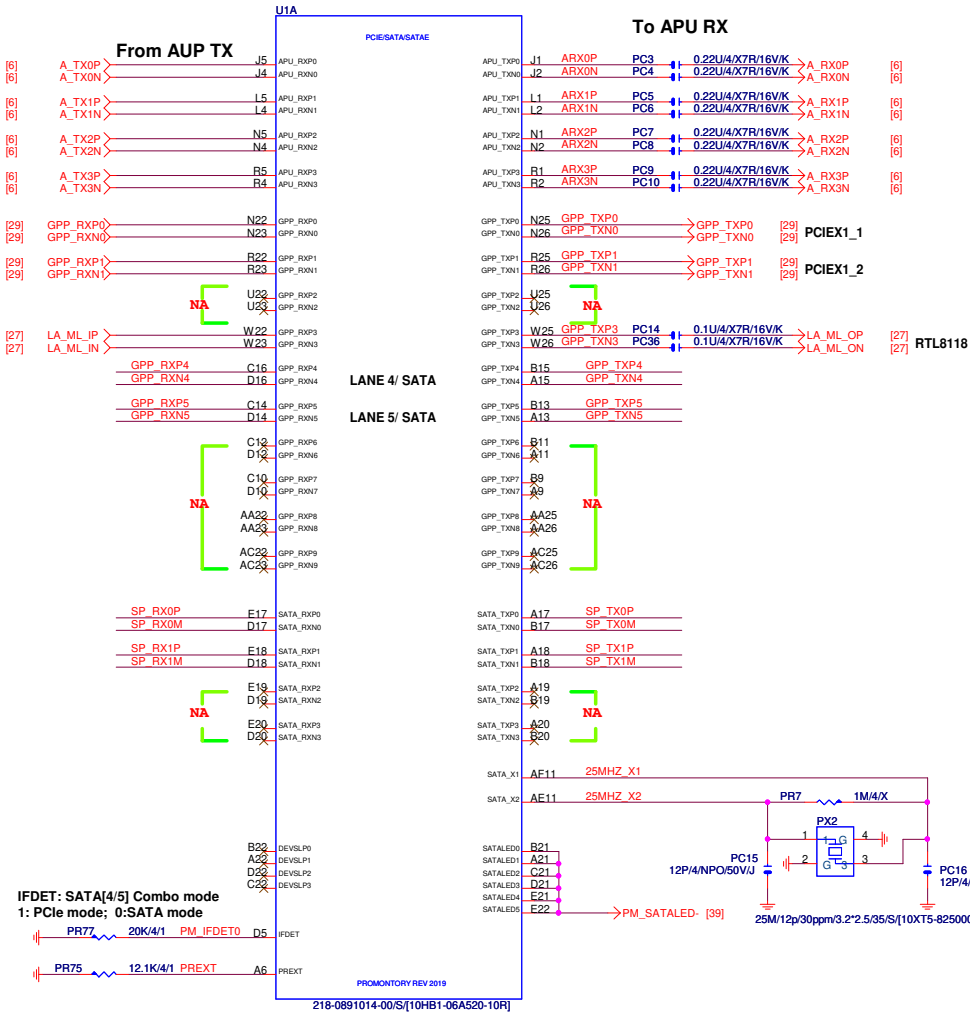 U1A
PCIE/SATA/SATAE
To APU RX
From AUP TX
[6] A_TX0P J5 APU_RXP0 APU_TXP0 J1 ARX0P PC3 0.22U/4/X7R/16V/K A_RX0P [6]
[6] A_TX0N J4 APU_RXN0 APU_TXN0 J2 ARX0N PC4 0.22U/4/X7R/16V/K A_RX0N [6]
[6] A_TX1P L5 APU_RXP1 APU_TXP1 L1 ARX1P PC5 0.22U/4/X7R/16V/K A_RX1P [6]
[6] A_TX1N L4 APU_RXN1 APU_TXN1 L2 ARX1N PC6 0.22U/4/X7R/16V/K A_RX1N [6]
[6] A_TX2P N5 APU_RXP2 APU_TXP2 N1 ARX2P PC7 0.22U/4/X7R/16V/K A_RX2P [6]
[6] A_TX2N N4 APU_RXN2 APU_TXN2 N2 ARX2N PC8 0.22U/4/X7R/16V/K A_RX2N [6]
[6] A_TX3P R5 APU_RXP3 APU_TXP3 R1 ARX3P PC9 0.22U/4/X7R/16V/K A_RX3P [6]
[6] A_TX3N R4 APU_RXN3 APU_TXN3 R2 ARX3N PC10 0.22U/4/X7R/16V/K A_RX3N [6]
[29] GPP_RXP0 N22 GPP_RXP0 GPP_TXP0 N25 GPP_TXP0 GPP_TXP0 [29]
[29] GPP_RXN0 N23 GPP_RXN0 GPP_TXN0 N26 GPP_TXN0 GPP_TXN0 [29] PCIEX1_1
[29] GPP_RXP1 R22 GPP_RXP1 GPP_TXP1 R25 GPP_TXP1 GPP_TXP1 [29]
[29] GPP_RXN1 R23 GPP_RXN1 GPP_TXN1 R26 GPP_TXN1 GPP_TXN1 [29] PCIEX1_2
U22 GPP_RXP2 GPP_TXP2 U25
NA U23 GPP_RXN2 GPP_TXN2 U26 NA
[27] LA_ML_IP W22 GPP_RXP3 GPP_TXP3 W25 GPP_TXP3 PC14 0.1U/4/X7R/16V/K LA_ML_OP [27]
[27] LA_ML_IN W23 GPP_RXN3 GPP_TXN3 W26 GPP_TXN3 PC36 0.1U/4/X7R/16V/K LA_ML_ON [27] RTL8118
GPP_RXP4 C16 GPP_RXP4 GPP_TXP4 B15 GPP_TXP4
GPP_RXN4 D16 GPP_RXN4 LANE 4/ SATA GPP_TXN4 A15 GPP_TXN4
GPP_RXP5 C14 GPP_RXP5 GPP_TXP5 B13 GPP_TXP5
GPP_RXN5 D14 GPP_RXN5 LANE 5/ SATA GPP_TXN5 A13 GPP_TXN5
C12 GPP_RXP6 GPP_TXP6 B11
D12 GPP_RXN6 GPP_TXN6 A11
C10 GPP_RXP7 GPP_TXP7 B9
D10 GPP_RXN7 GPP_TXN7 A9
NA NA
AA22 GPP_RXP8 GPP_TXP8 AA25
AA23 GPP_RXN8 GPP_TXN8 AA26
AC22 GPP_RXP9 GPP_TXP9 AC25
AC23 GPP_RXN9 GPP_TXN9 AC26
SP_RX0P E17 SATA_RXP0 SATA_TXP0 A17 SP_TX0P
SP_RX0M D17 SATA_RXN0 SATA_TXN0 B17 SP_TX0M
SP_RX1P E18 SATA_RXP1 SATA_TXP1 A18 SP_TX1P
SP_RX1M D18 SATA_RXN1 SATA_TXN1 B18 SP_TX1M
E19 SATA_RXP2 SATA_TXP2 A19
D19 SATA_RXN2 SATA_TXN2 B19
NA NA
E20 SATA_RXP3 SATA_TXP3 A20
D20 SATA_RXN3 SATA_TXN3 B20
SATA_X1 AF11 25MHZ_X1
SATA_X2 AE11 25MHZ_X2 PR7 1M/4/X
PX2
1 1 G 4
2 G 3 3
PC15
12P/4/NPO/50V/J
PC16
12P/4/
25M/12p/30ppm/3.2*2.5/35/S/[10XT5-825000
B22 DEVSLP0 SATALED0 B21
A22 DEVSLP1 SATALED1 A21
D22 DEVSLP2 SATALED2 C21
C22 DEVSLP3 SATALED3 D21
SATALED4 E21
SATALED5 E22 PM_SATALED- [39]
IFDET: SATA[4/5] Combo mode
1: PCIe mode; 0:SATA mode
PR77 20K/4/1 PM_IFDET0 D5 IFDET
PR75 12.1K/4/1 PREXT A6 PREXT
PROMONTORY REV 2019
218-0891014-00/S/[10HB1-06A520-10R]